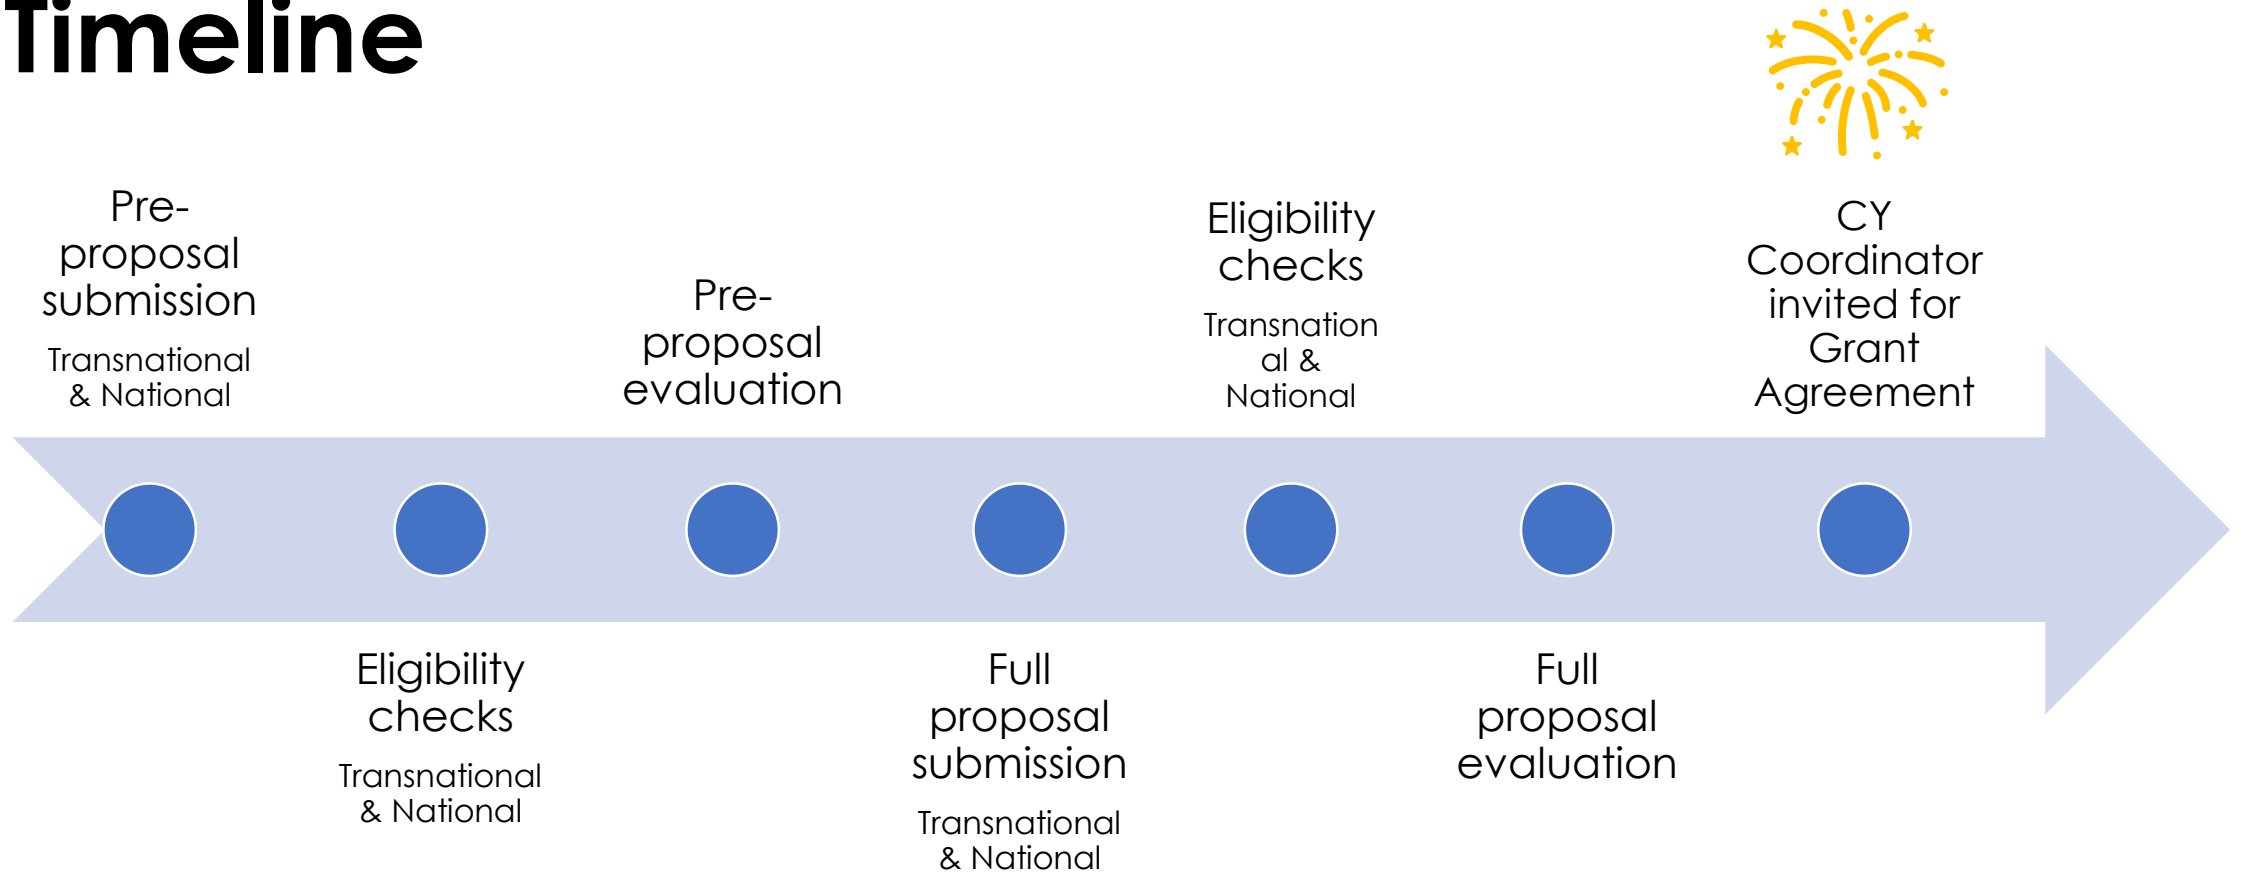 Timeline
Pre-
proposal
submission
Transnational
& National
Eligibility
checks
Transnational
& National
Pre-
proposal
evaluation
Full
proposal
submission
Transnational
& National
Eligibility
checks
Transnation
al &
National
Full
proposal
evaluation
CY
Coordinator
invited for
Grant
Agreement